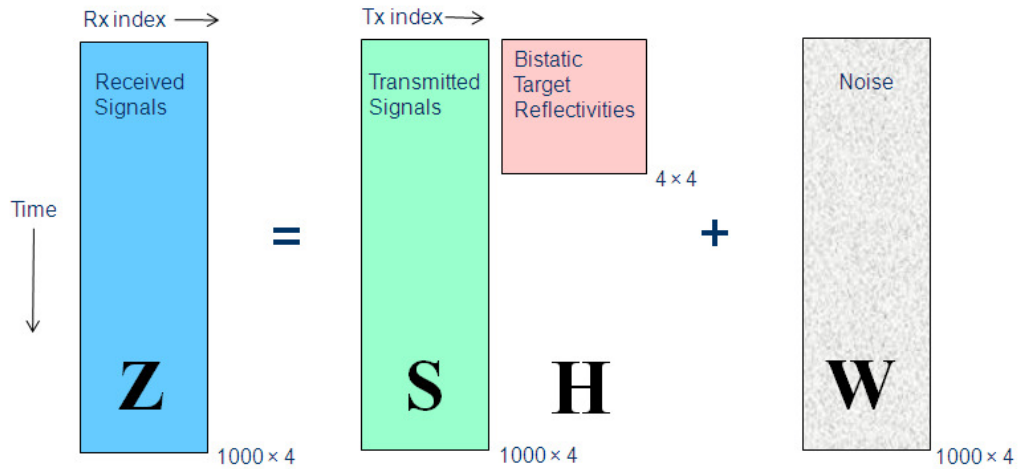 Rx index
Tx index
Received
Signals
Transmitted
Signals
Bistatic
Target
Reflectivities
Noise
4 × 4
Time
=
+
Z
S
H
W
1000 × 4
1000 × 4
1000 × 4